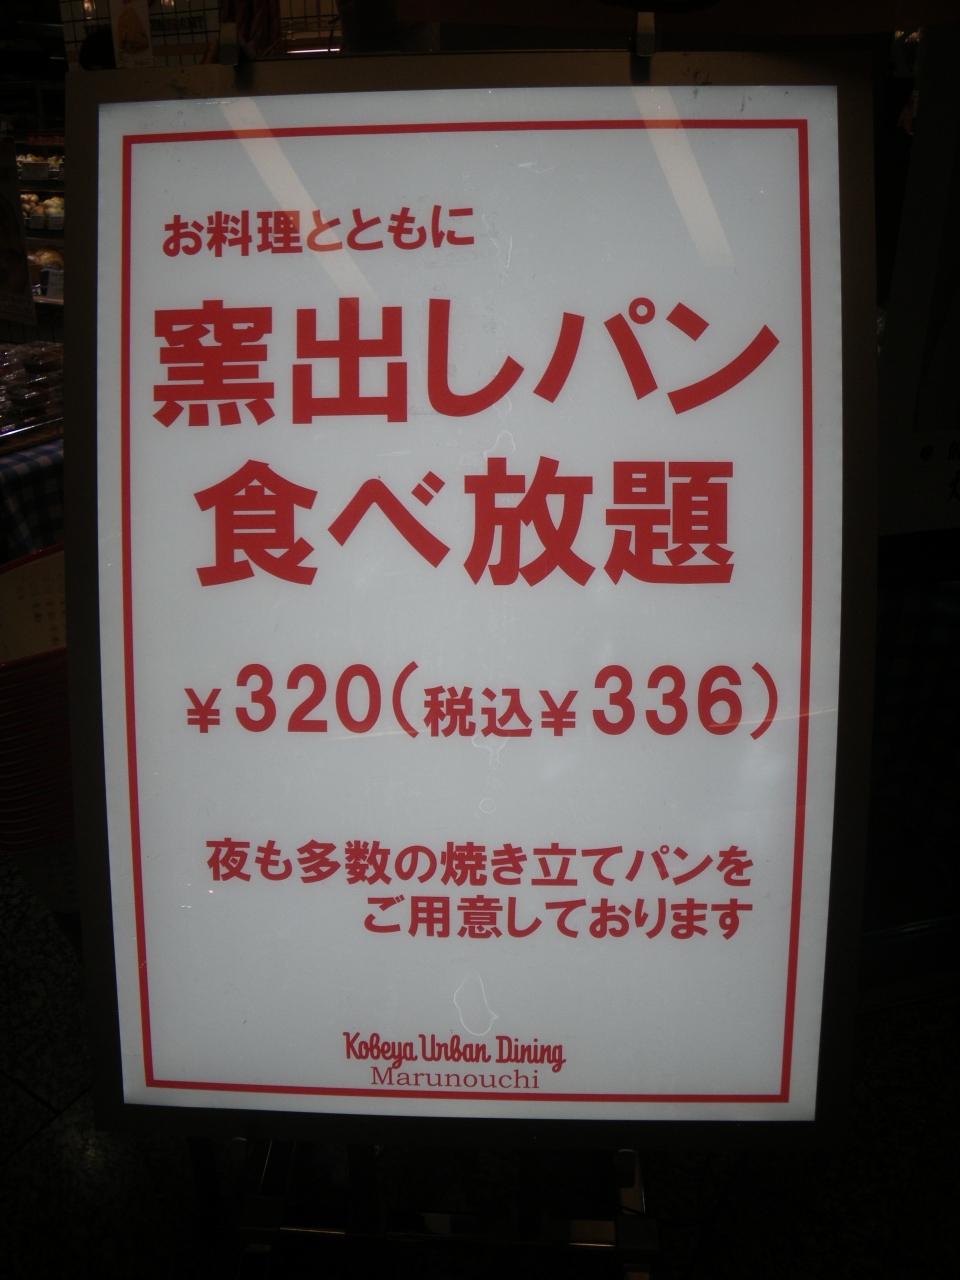 お料理とともに
窯出しパン
食べ放題
¥320(税込¥336)
夜も多数の焼き立てパンを
ご用意しております
Kobeya Urban Dining
Marunouchi